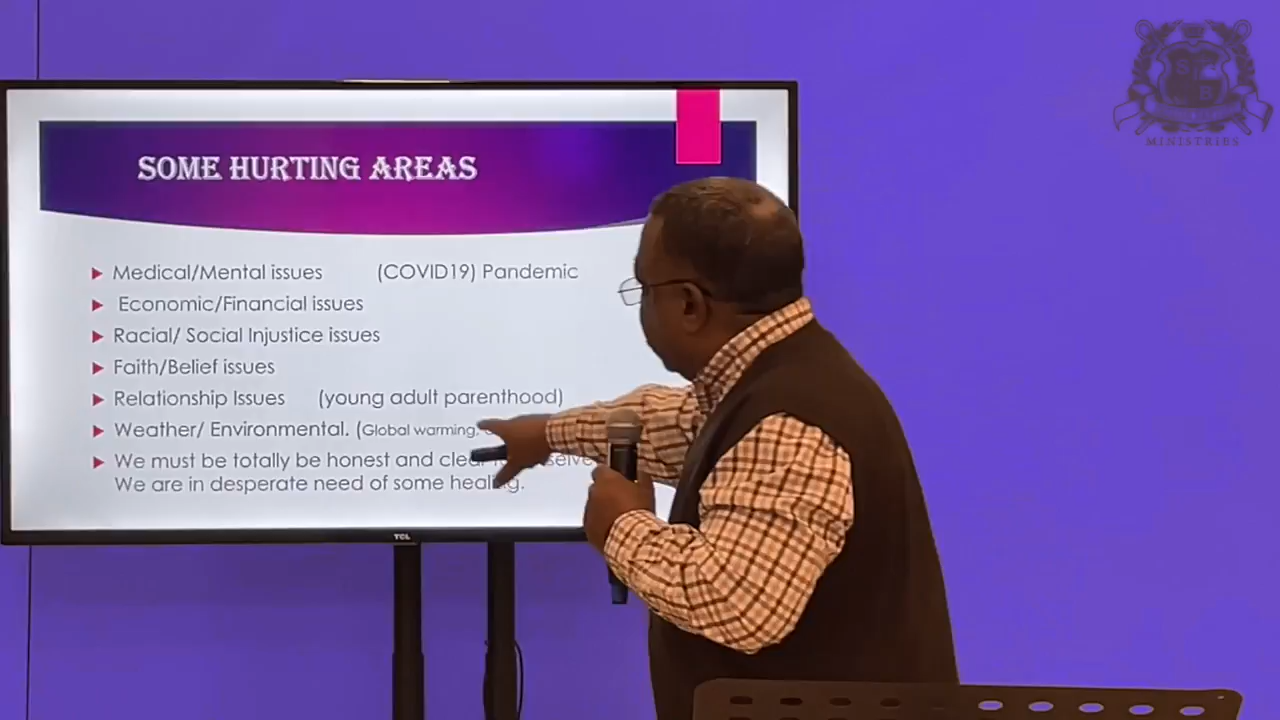 SOME HURTING AREAS
Medical/Mental issues (COVID19) Pandemic
Economic/Financial issues
Racial/ Social Injustice issues
Faith/Belief issues
Relationship Issues (young adult parenthood)
Weather/ Environmental. (Global warming,
We must be totally be honest and
We are in desperate need of some healing.
TCL
S
B
MINISTRIES